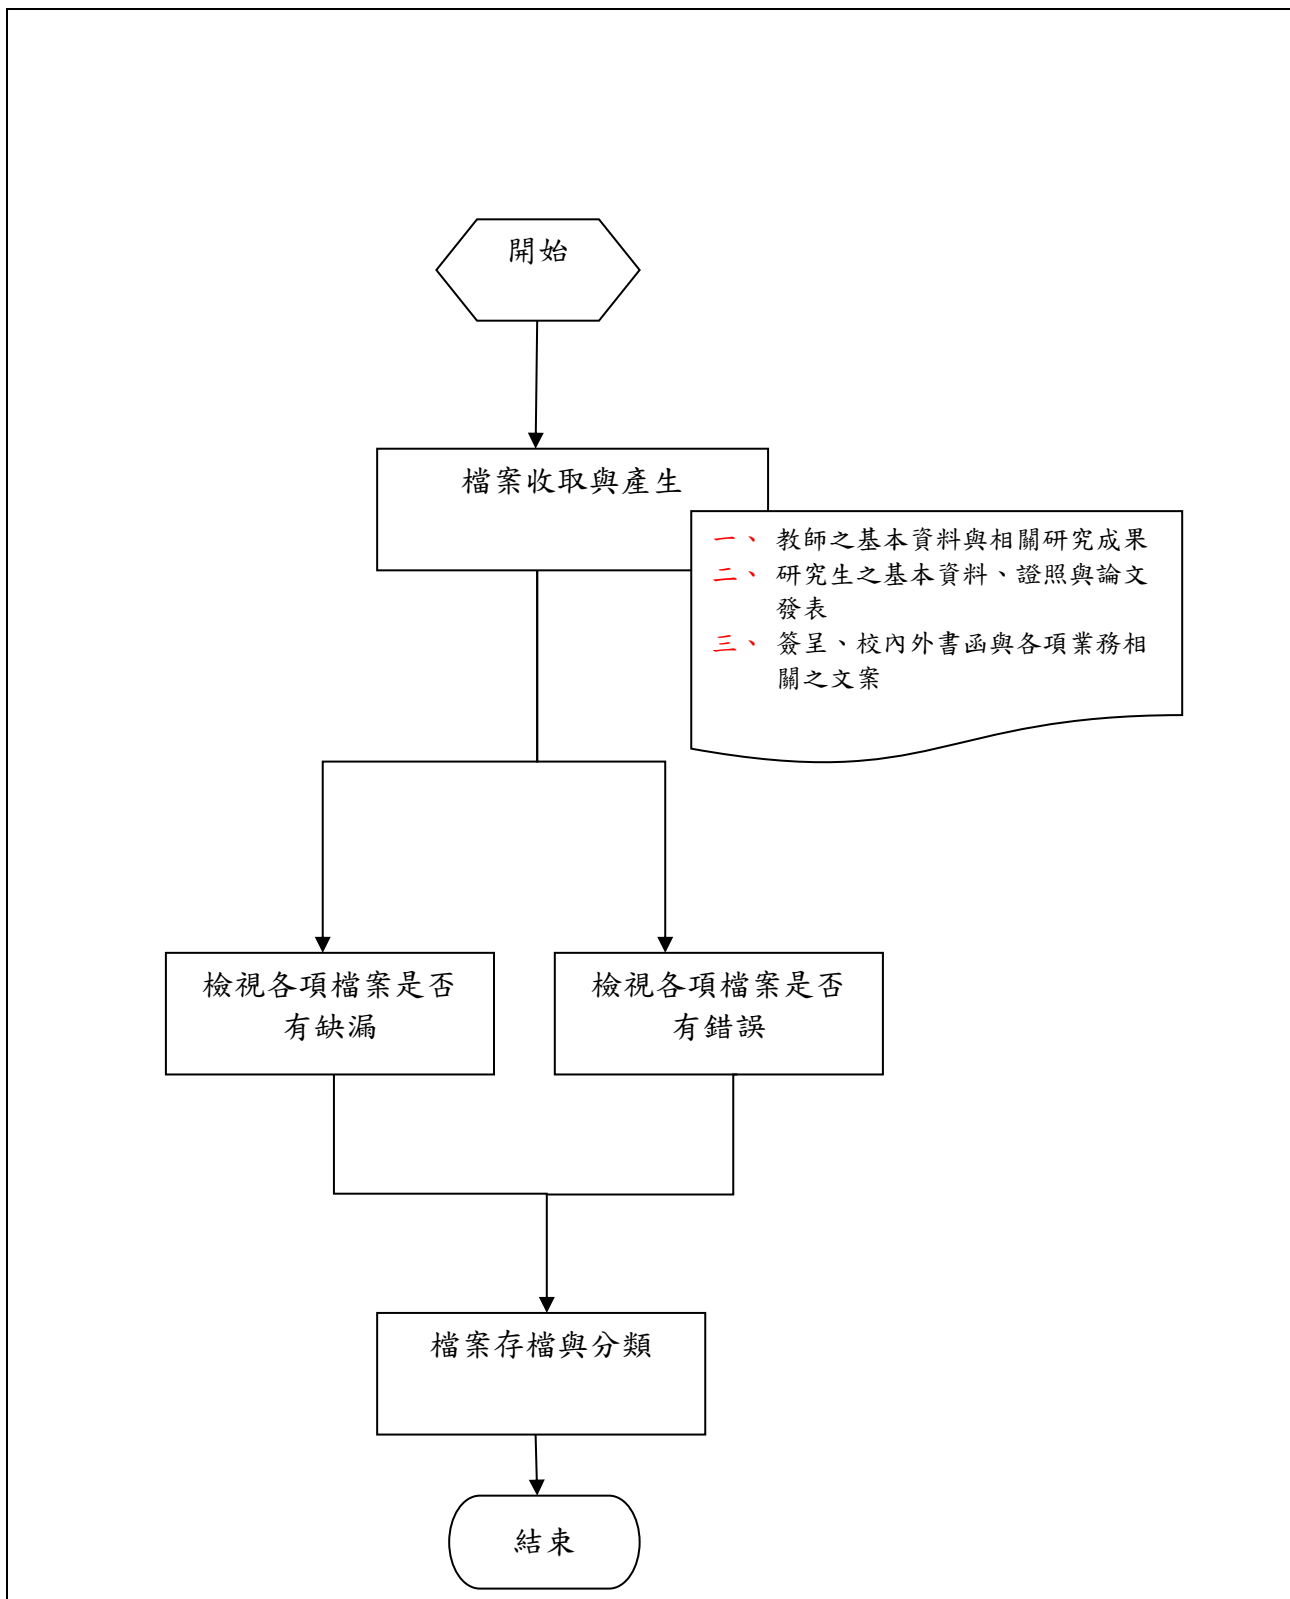 開始
檔案收取與產生
一、 教師之基本資料與相關研究成果
二、 研究生之基本資料、證照與論文
發表
三、 簽呈、校內外書函與各項業務相
關之文案
檢視各項檔案是否
有缺漏
檢視各項檔案是否
有錯誤
檔案存檔與分類
結束